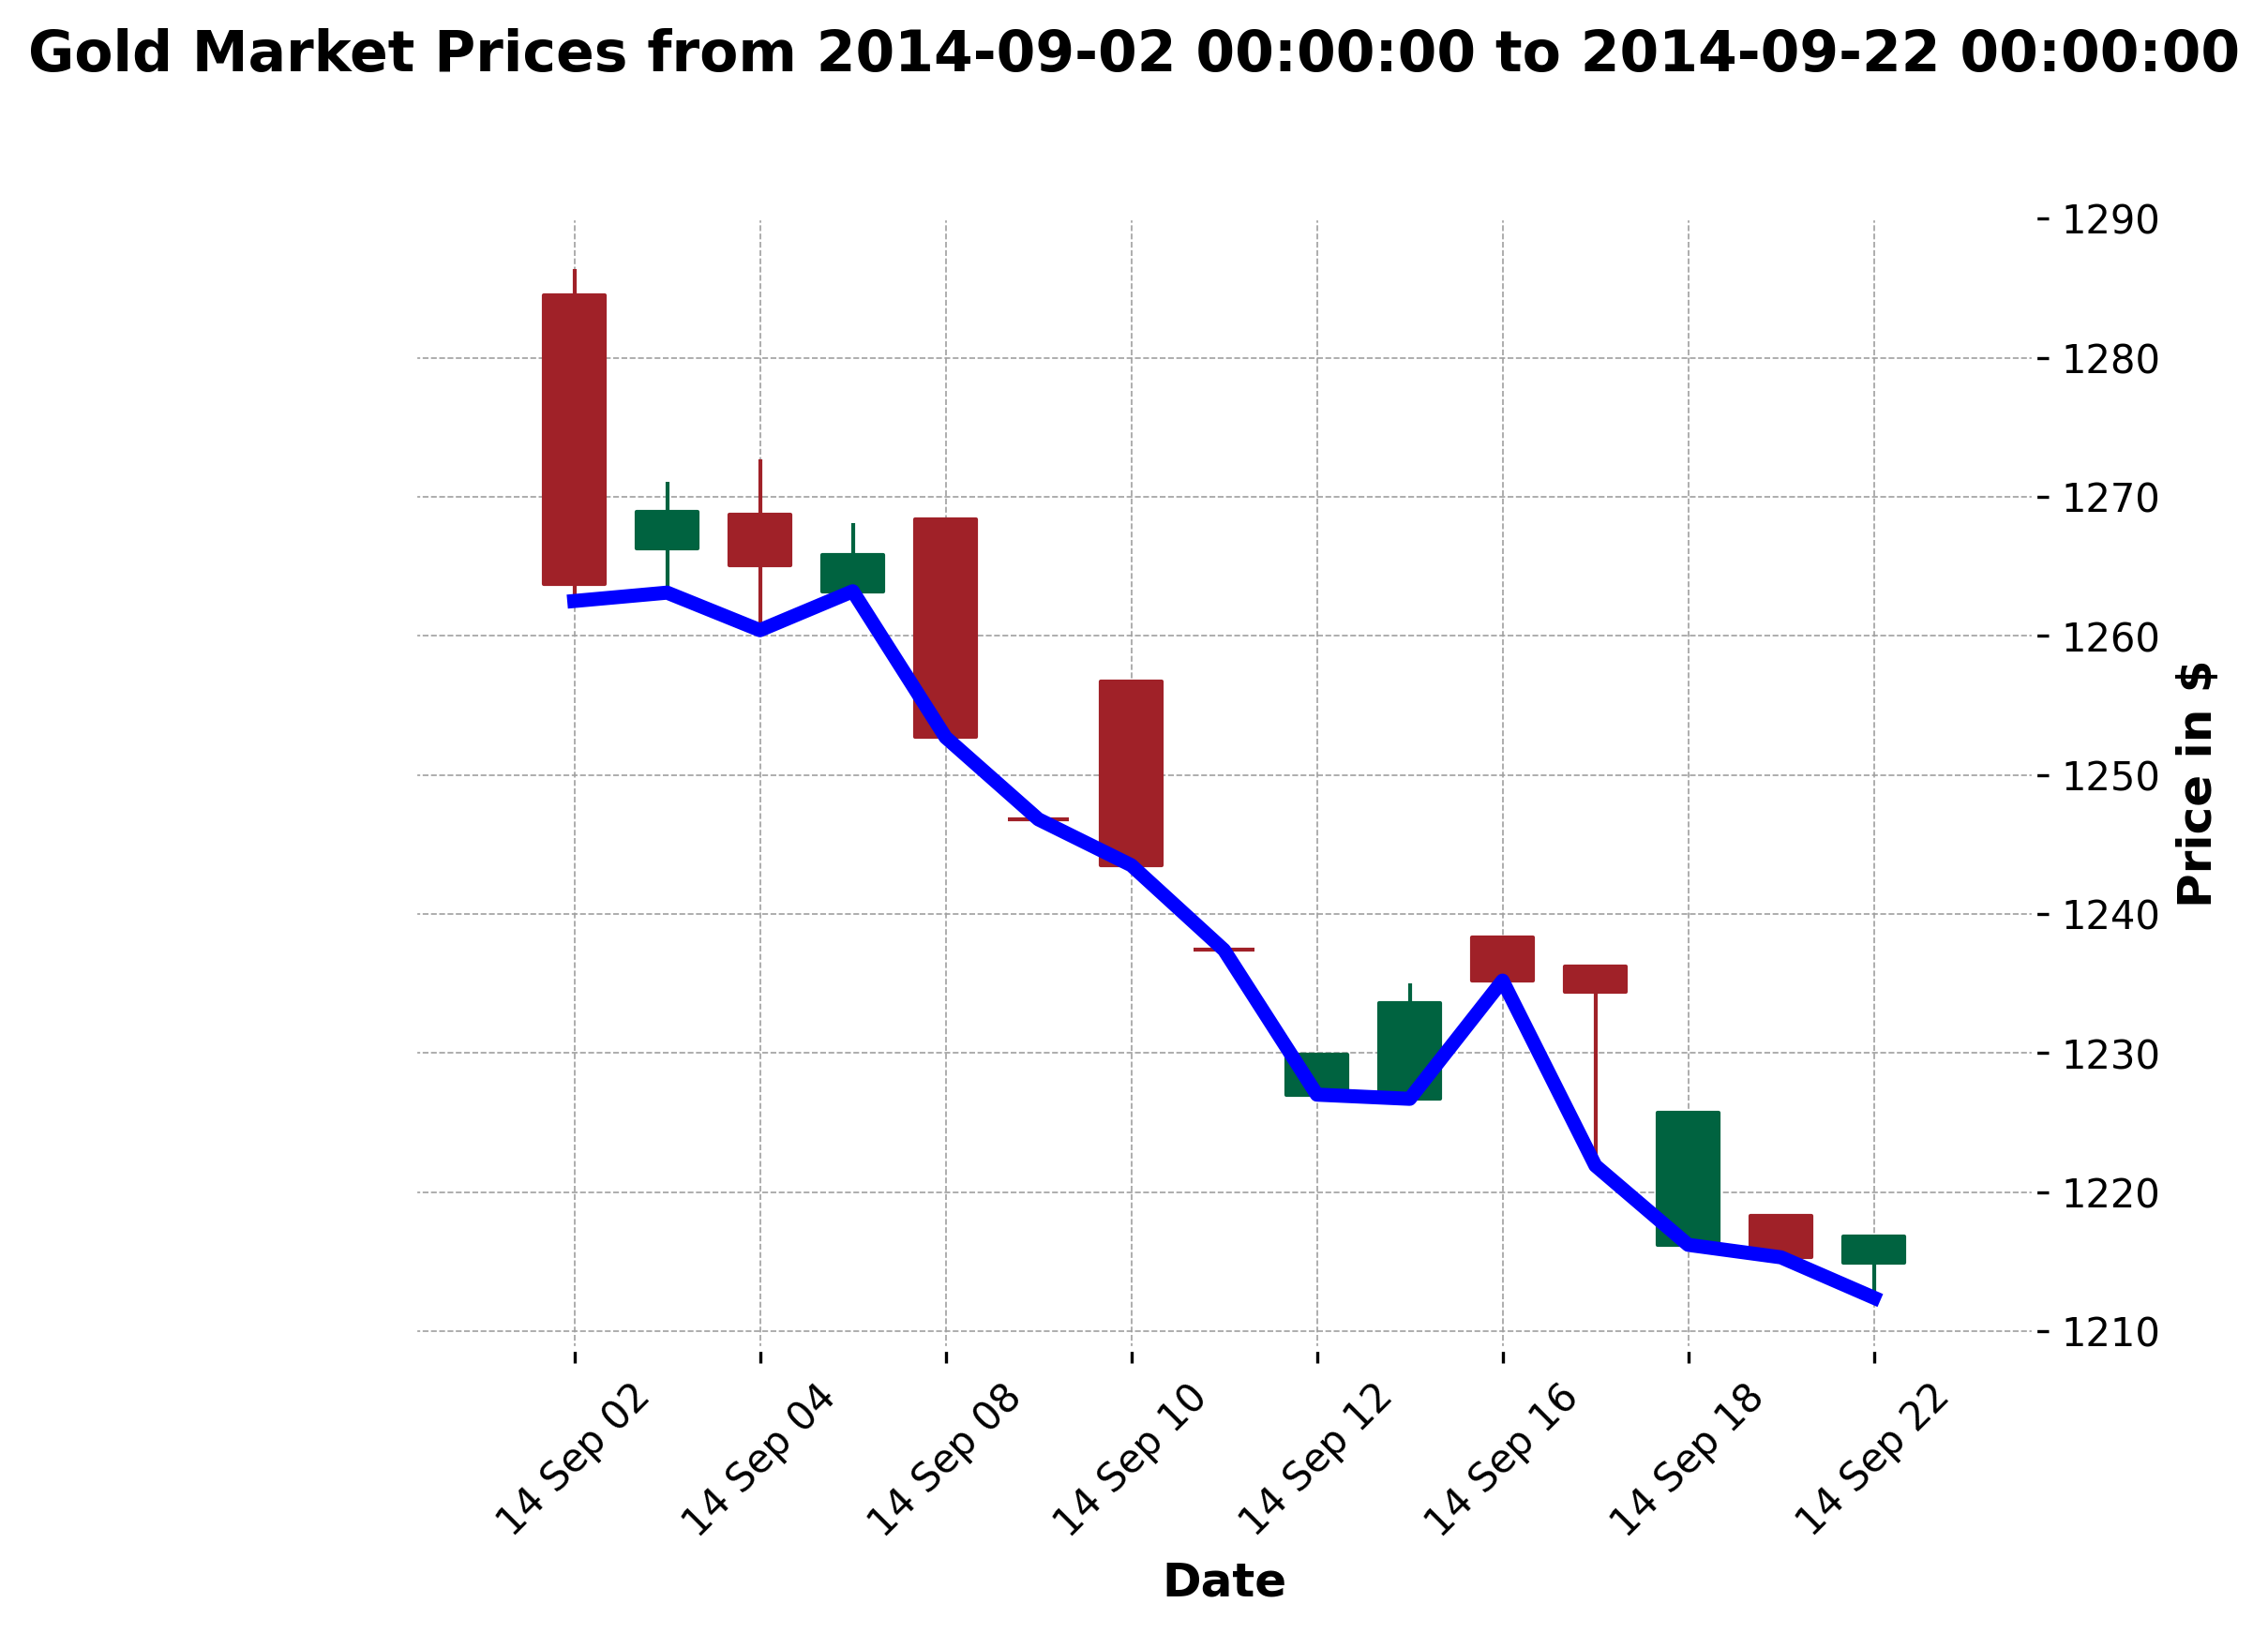 Gold Market Prices from 2014-09-02 00:00:00 to 2014-09-22 00:00:00
1290
1280
1270
1260
1250
1240
1230
1220
1210
Price in $
14 Sep 02
14 Sep 04
14 Sep 08
14 Sep 10
14 Sep 12
14 Sep 16
14 Sep 18
14 Sep 22
Date